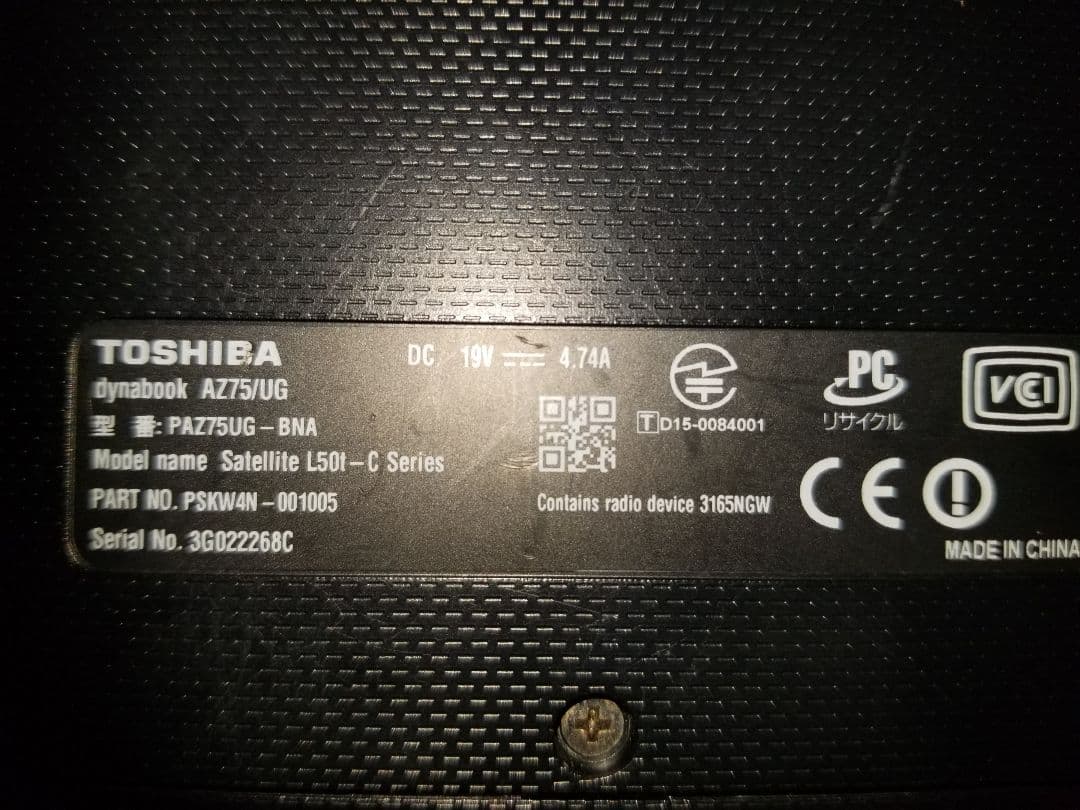 TOSHIBA
dynabook AZ75/UG
型 番: PAZ75UG-BNA
Model name Satellite L50t-C Series
PART NO. PSKW4N-001005
Serial No. 3G022268C
DC 19V 4.74A
T D15-0084001
Contains radio device 3165NGW
PC
リサイクル
VCCI
CE
MADE IN CHINA